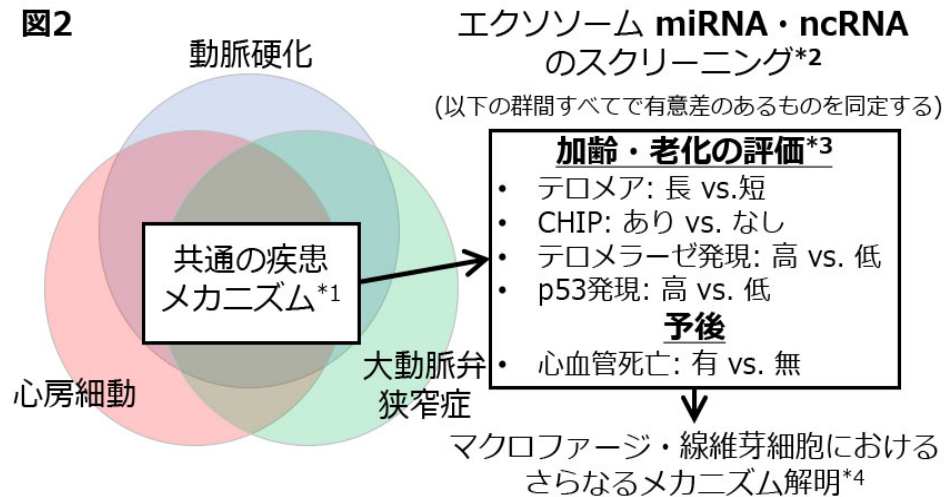 図2
動脈硬化
共通の疾患
メカニズム*1
心房細動
大動脈弁
狭窄症
エクソソーム miRNA・ncRNA
のスクリーニング*2
(以下の群間すべてで有意差のあるものを同定する)
加齢・老化の評価*3
• テロメア: 長 vs.短
• CHIP: あり vs. なし
• テロメラーゼ発現: 高 vs. 低
• p53発現: 高 vs. 低
予後
• 心血管死亡: 有 vs. 無
マクロファージ・線維芽細胞における
さらなるメカニズム解明*4